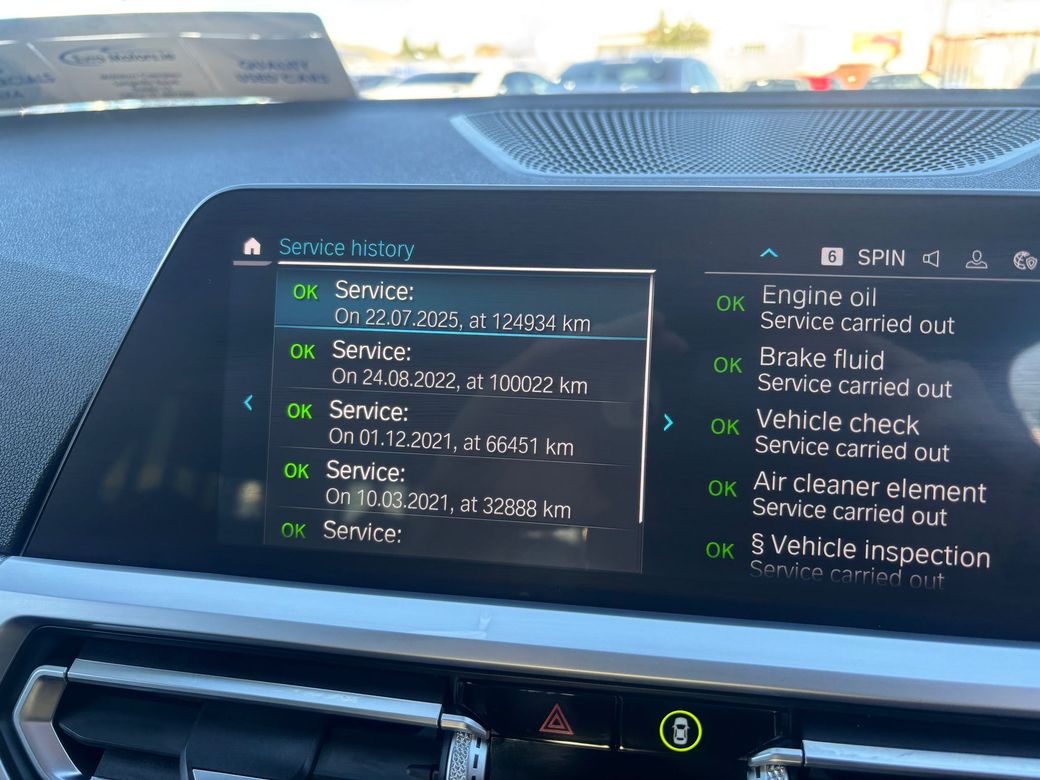 Motors.ie
QUALITY
USED CARS
Service history
6 SPIN
OK Service:
On 22.07.2025, at 124934 km
OK Service:
On 24.08.2022, at 100022 km
OK Service:
On 01.12.2021, at 66451 km
OK Service:
On 10.03.2021, at 32888 km
OK Service:
OK Engine oil
Service carried out
OK Brake fluid
Service carried out
OK Vehicle check
Service carried out
OK Air cleaner element
Service carried out
OK § Vehicle inspection
Service carried out